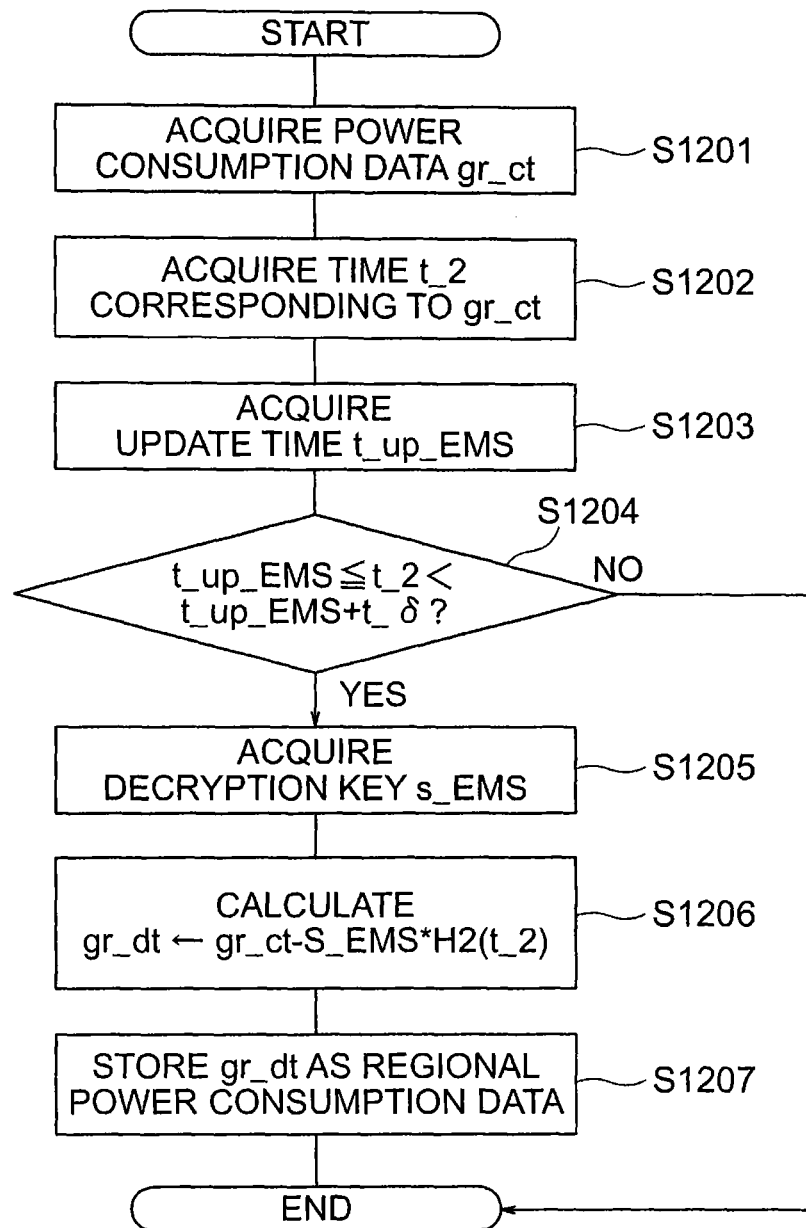 START
ACQUIRE POWER
CONSUMPTION DATA gr_ct
S1201
ACQUIRE TIME t_2
CORRESPONDING TO gr_ct
S1202
ACQUIRE
UPDATE TIME t_up_EMS
S1203
S1204
t_up_EMS≦t_2<
t_up_EMS+t_ δ ?
NO
YES
ACQUIRE
DECRYPTION KEY s_EMS
S1205
CALCULATE
gr_dt ← gr_ct-S_EMS*H2(t_2)
S1206
STORE gr_dt AS REGIONAL
POWER CONSUMPTION DATA
S1207
END